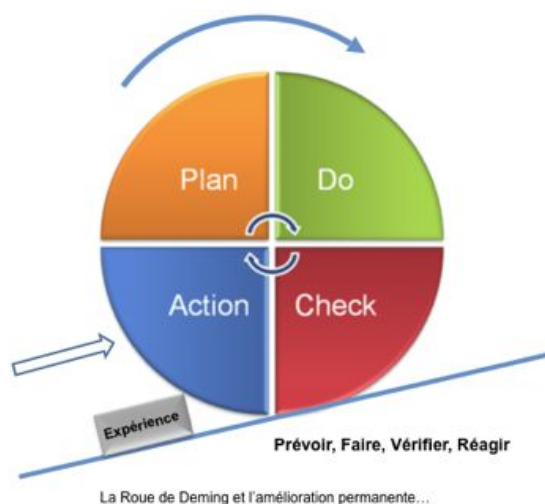 Plan
Do
Action
Check
Expérience
Prévoir, Faire, Vérifier, Réagir
La Roue de Deming et l'amélioration permanente…